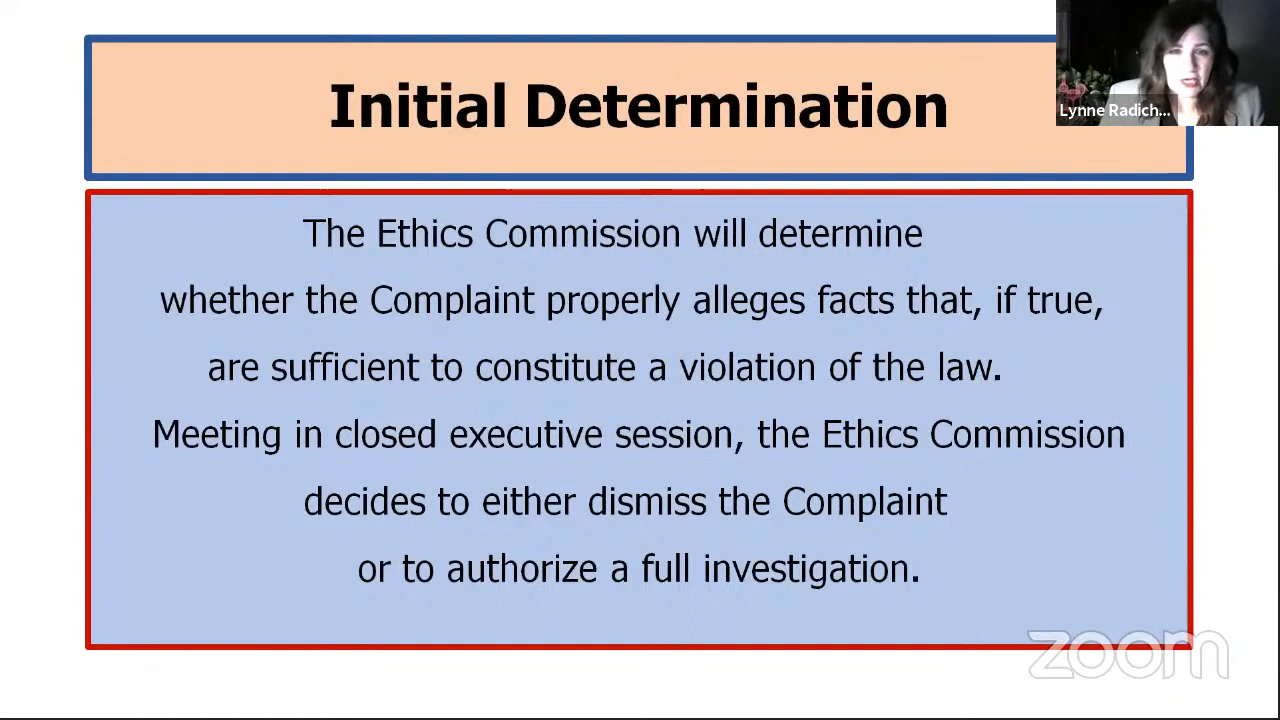 Initial Determination
Lynne Radich...
The Ethics Commission will determine
whether the Complaint properly alleges facts that, if true,
are sufficient to constitute a violation of the law.
Meeting in closed executive session, the Ethics Commission
decides to either dismiss the Complaint
or to authorize a full investigation.
zoom